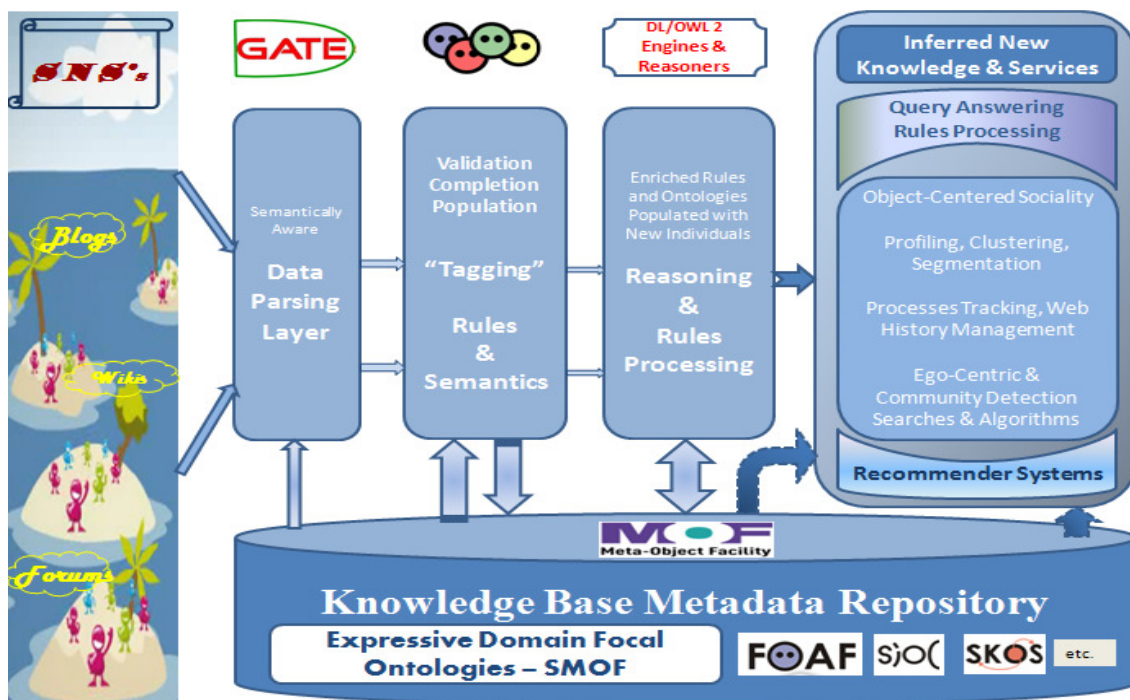 SNS's
Blogs
Wikis
Forums
GATE
DL/OWL 2
Engines &
Reasoners
Semantically
Aware
Data
Parsing
Layer
Validation
Completion
Population
“Tagging”
Rules
&
Semantics
Enriched Rules
and Ontologies
Populated with
New Individuals
Reasoning
&
Rules
Processing
Inferred New
Knowledge & Services
Query Answering
Rules Processing
Object-Centered Sociality
Profiling, Clustering,
Segmentation
Processes Tracking, Web
History Management
Ego-Centric &
Community Detection
Searches & Algorithms
Recommender Systems
MOF
Meta-Object Facility
Knowledge Base Metadata Repository
Expressive Domain Focal
Ontologies – SMOF
FOAF
SIOC
SKOS
etc.